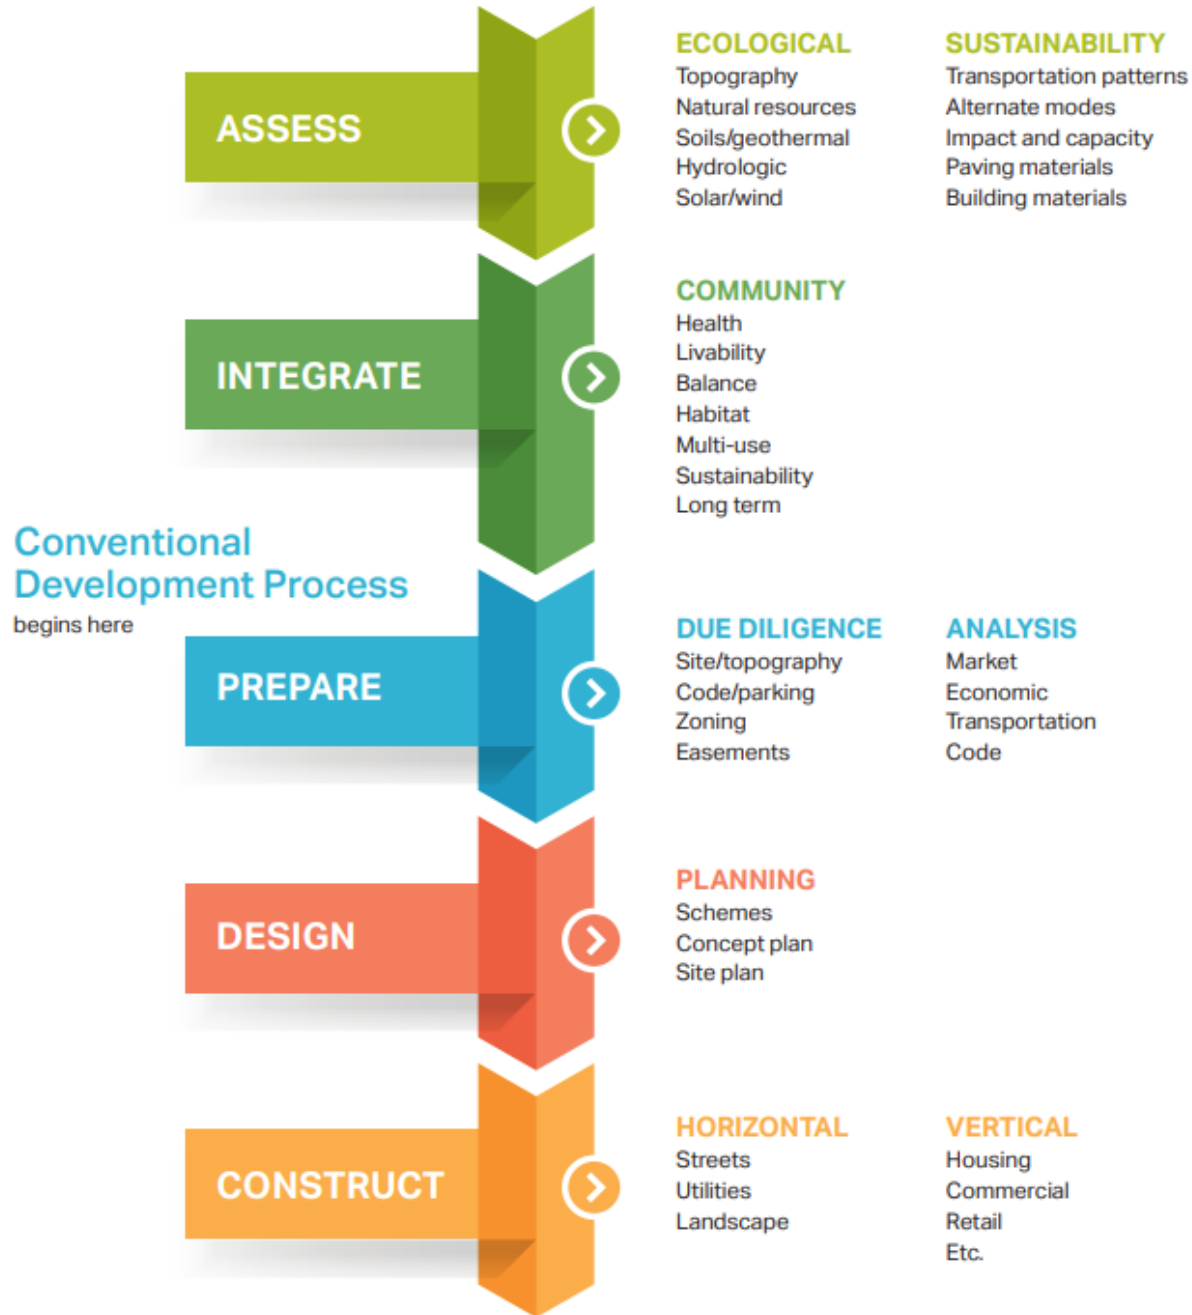 ASSESS
ECOLOGICAL
Topography
Natural resources
Soils/geothermal
Hydrologic
Solar/wind
SUSTAINABILITY
Transportation patterns
Alternate modes
Impact and capacity
Paving materials
Building materials
INTEGRATE
COMMUNITY
Health
Livability
Balance
Habitat
Multi-use
Sustainability
Long term
Conventional
Development Process
begins here
PREPARE
DUE DILIGENCE
Site/topography
Code/parking
Zoning
Easements
ANALYSIS
Market
Economic
Transportation
Code
DESIGN
PLANNING
Schemes
Concept plan
Site plan
CONSTRUCT
HORIZONTAL
Streets
Utilities
Landscape
VERTICAL
Housing
Commercial
Retail
Etc.